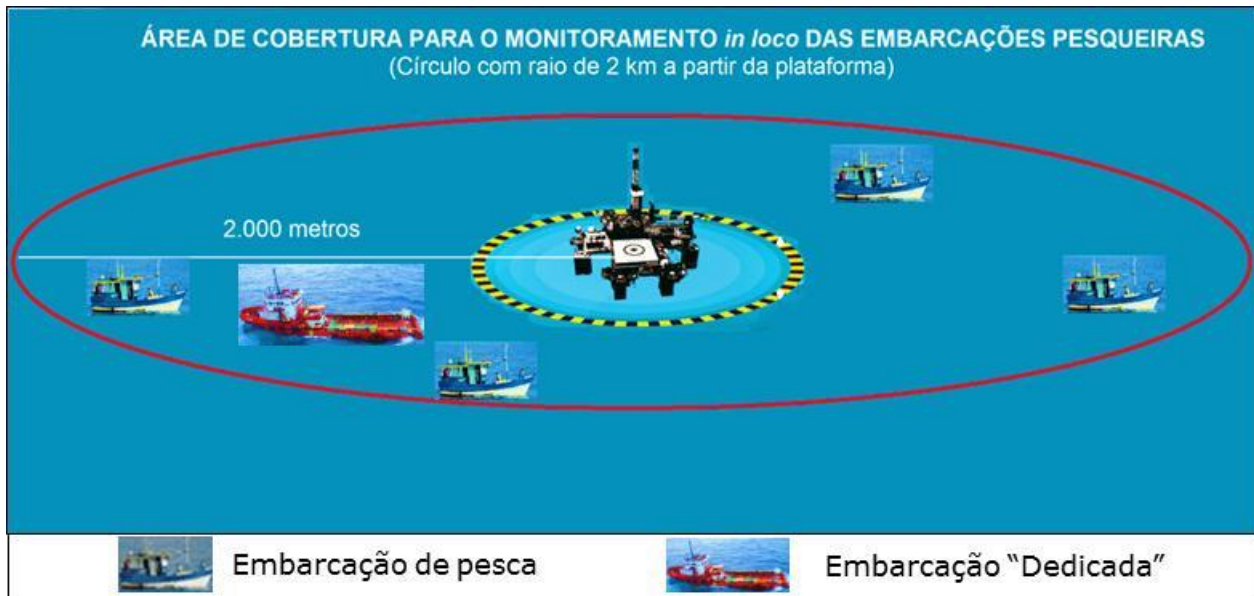 ÁREA DE COBERTURA PARA O MONITORAMENTO in loco DAS EMBARCAÇÕES PESQUEIRAS
(Círculo com raio de 2 km a partir da plataforma)
2.000 metros
Embarcação de pesca
Embarcação “Dedicada”